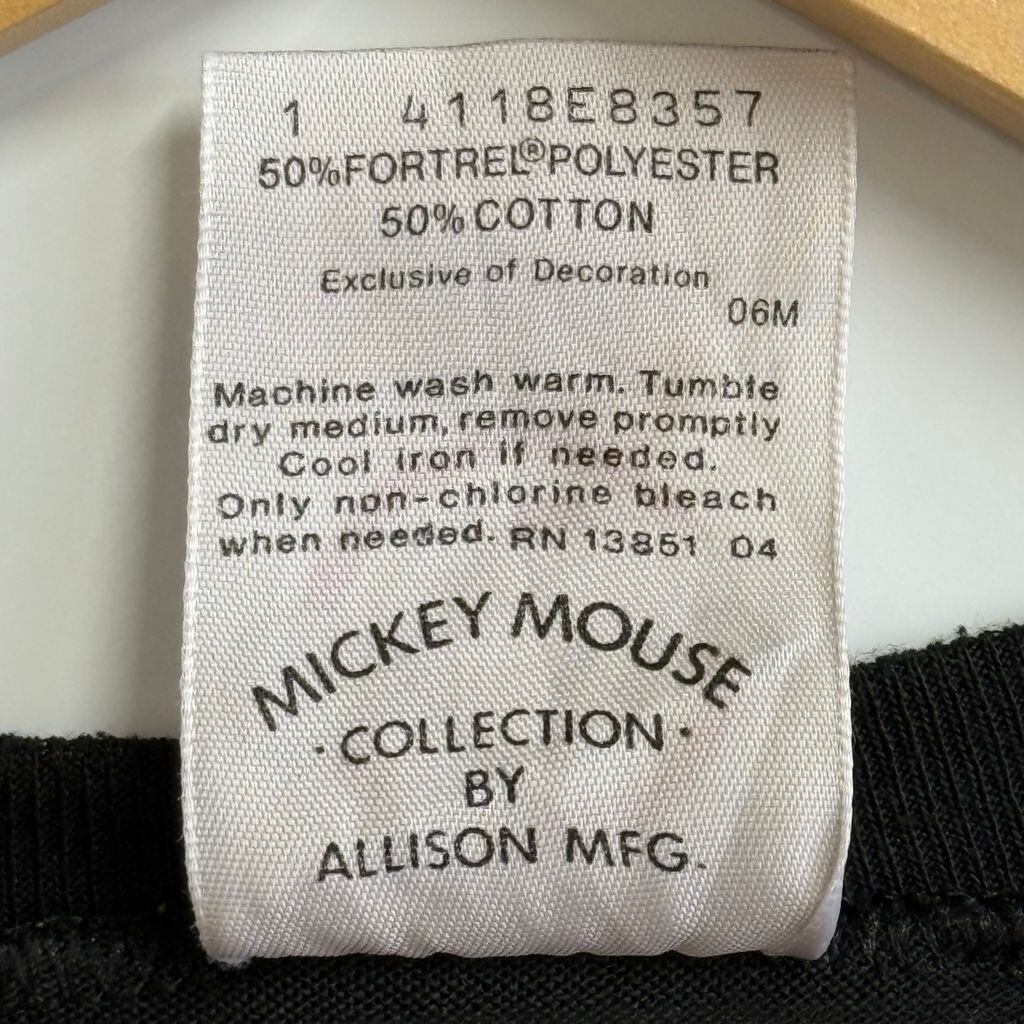 1 4118E8357
50% FORTREL® POLYESTER
50% COTTON
Exclusive of Decoration
06M
Machine wash warm. Tumble
dry medium, remove promptly
Cool iron if needed.
Only non-chlorine bleach
when needed. RN 13851 04
MICKEY MOUSE
· COLLECTION ·
BY
ALLISON MFG.